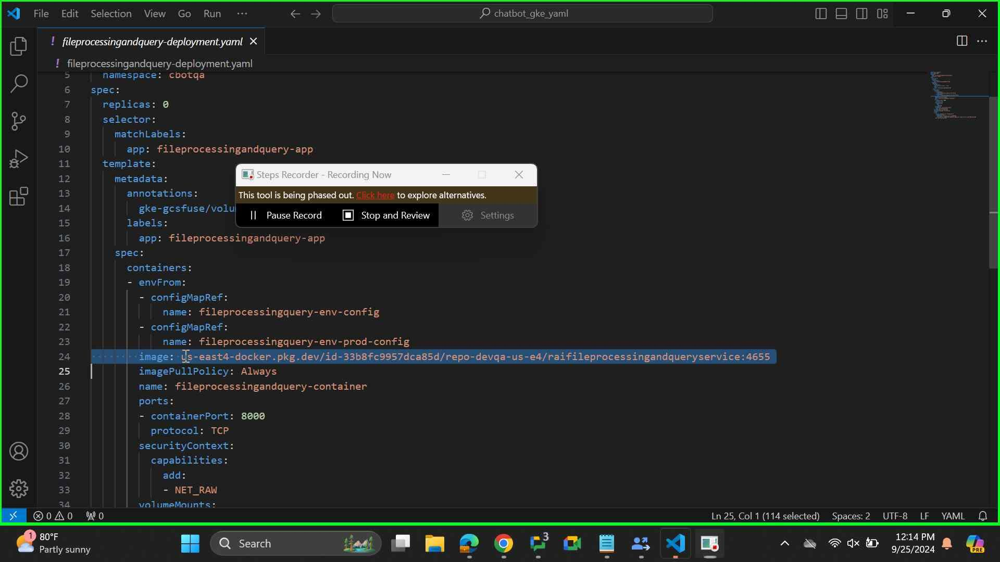 File Edit Selection View Go Run ··· chatbot_gke_yaml
! fileprocessingandquery-deployment.yaml
! fileprocessingandquery-deployment.yaml
5 namespace: cbotqa
6 spec:
7 replicas: 0
8 selector:
9 matchLabels:
10 app: fileprocessingandquery-app
11 template:
Steps Recorder - Recording Now
12 metadata:
13 annotations:
This tool is being phased out. Click here to explore alternatives.
14 gke-gcsfuse/volu
Pause Record Stop and Review Settings
15 labels:
16 app: fileprocessingandquery-app
17 spec:
18 containers:
19 - envFrom:
20 - configMapRef:
21 name: fileprocessingquery-env-config
22 - configMapRef:
23 name: fileprocessingquery-env-prod-config
24 image: us-east4-docker.pkg.dev/id-33b8fc9957dca85d/repo-devqa-us-e4/raifileprocessingandqueryservice:4655
25 imagePullPolicy: Always
26 name: fileprocessingandquery-container
27 ports:
28 - containerPort: 8000
29 protocol: TCP
30 securityContext:
31 capabilities:
32 add:
33 - NET_RAW
34 volumeMounts:
0 0 0 Ln 25, Col 1 (114 selected) Spaces: 2 UTF-8 LF YAML
1 80°F
Partly sunny
Search
3
12:14 PM
9/25/2024
PRE